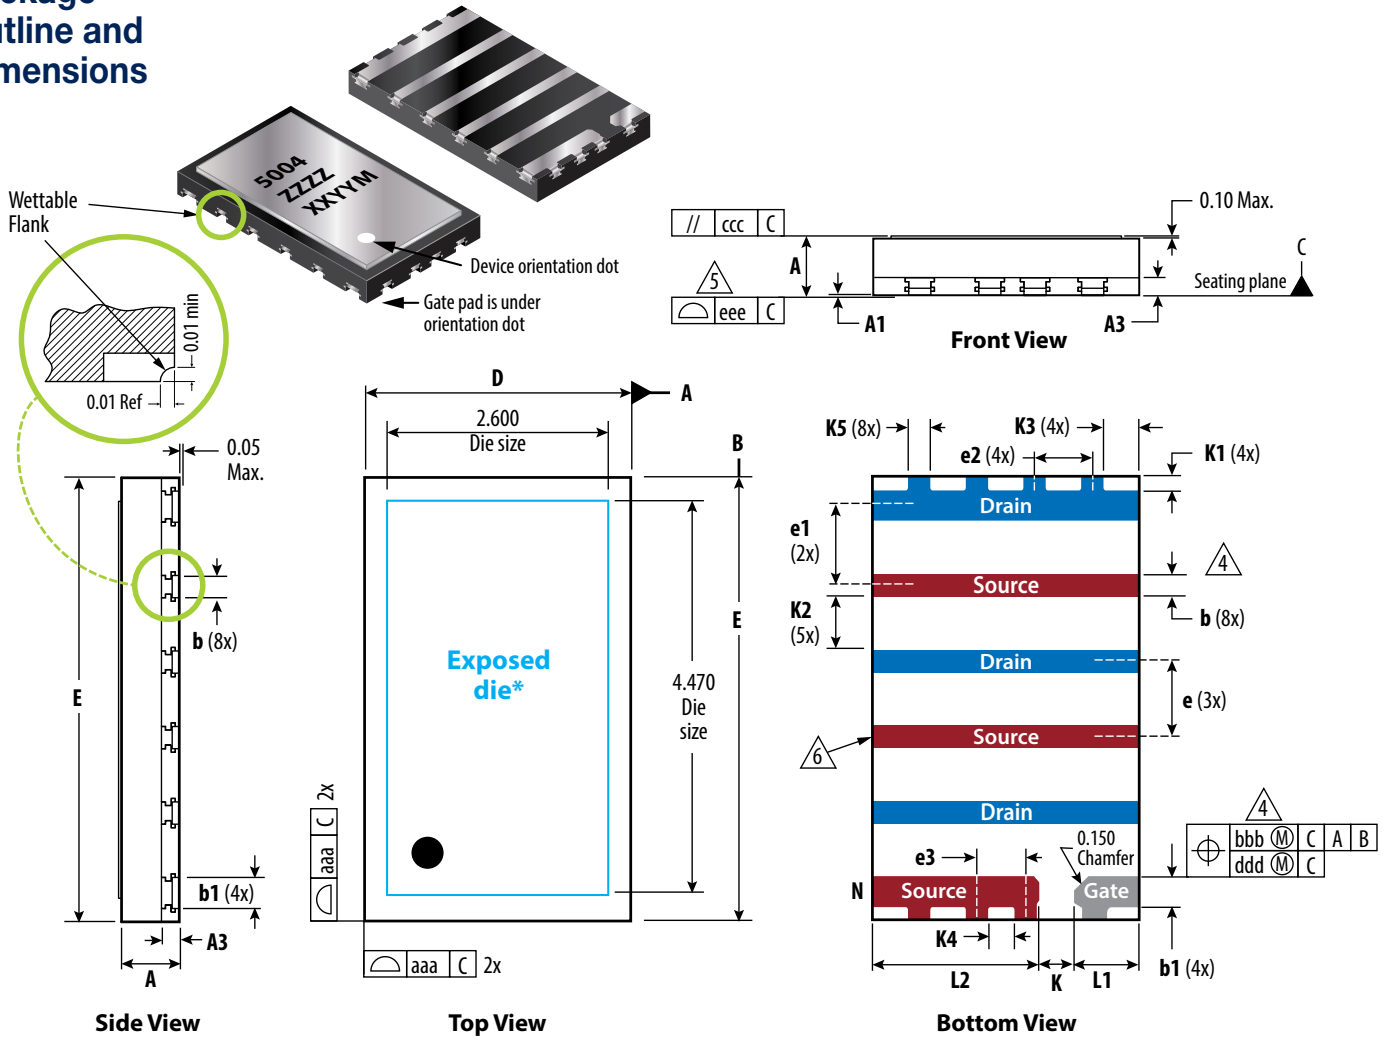 utline and
mensions
5004
ZZZZ
XXYYM
Wettable
Flank
Device orientation dot
Gate pad is under
orientation dot
0.01 min
0.01 Ref
// ccc C
5
eee C
A
A1
0.10 Max.
C
Seating plane
A3
Front View
0.05
Max.
b (8x)
E
b1 (4x)
A3
A
Side View
D
A
2.600
Die size
B
E
4.470
Die
size
Exposed
die*
aaa C 2x
aaa C 2x
Top View
K5 (8x)
K3 (4x)
e2 (4x)
K1 (4x)
Drain
e1
(2x)
4
Source
K2
(5x)
b (8x)
Drain
e (3x)
Source
6
Drain
4
bbb Ⓜ C A B
ddd Ⓜ C
0.150
Chamfer
e3
N
Source
Gate
K4
b1 (4x)
L2
K
L1
Bottom View